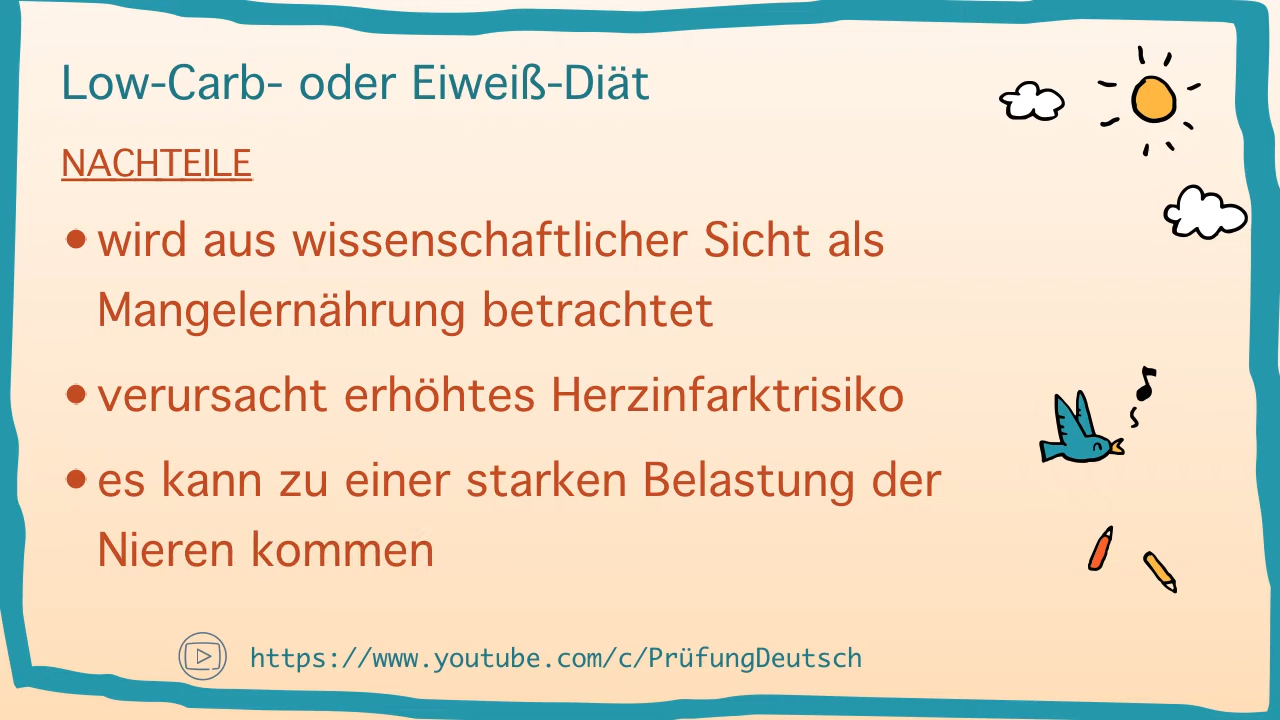 Low-Carb- oder Eiweiß-Diät
NACHTEILE
• wird aus wissenschaftlicher Sicht als
Mangelernährung betrachtet
• verursacht erhöhtes Herzinfarktrisiko
• es kann zu einer starken Belastung der
Nieren kommen
https://www.youtube.com/c/PrüfungDeutsch